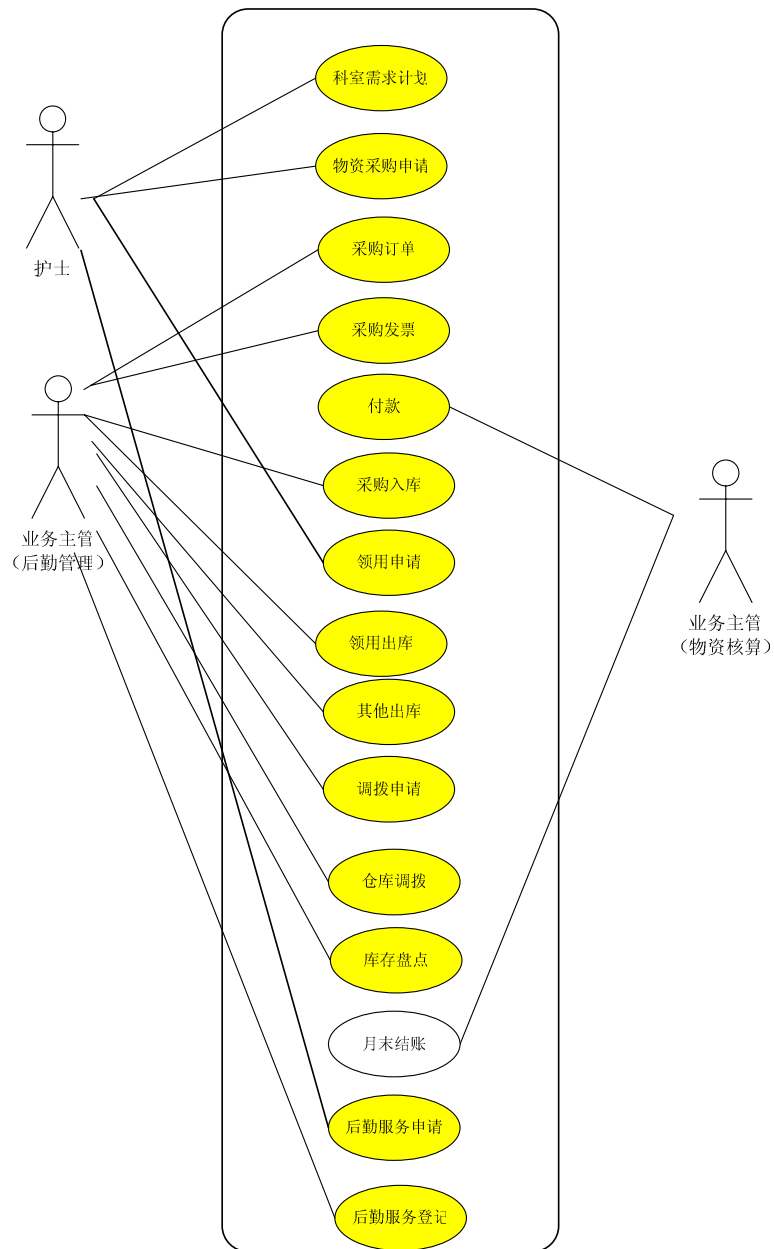 科室需求计划
物资采购申请
采购订单
护士
采购发票
付款
采购入库
业务主管
（后勤管理）
领用申请
业务主管
（物资核算）
领用出库
其他出库
调拨申请
仓库调拨
库存盘点
月末结账
后勤服务申请
后勤服务登记